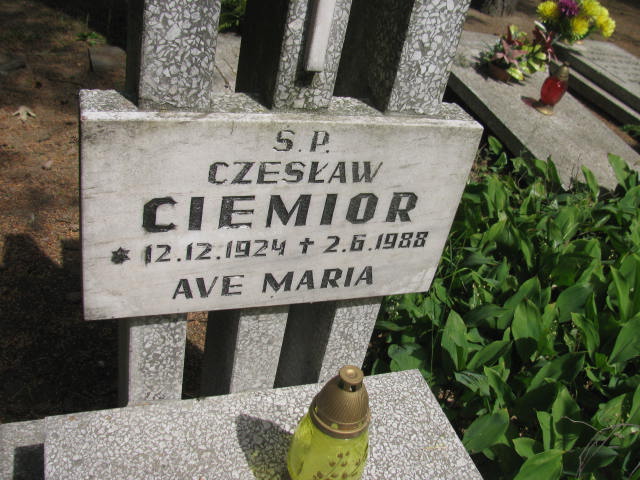 Ś.P.
CZESŁAW
CIEMIOR
* 12.12.1924 ✝ 2.6.1988
AVE MARIA